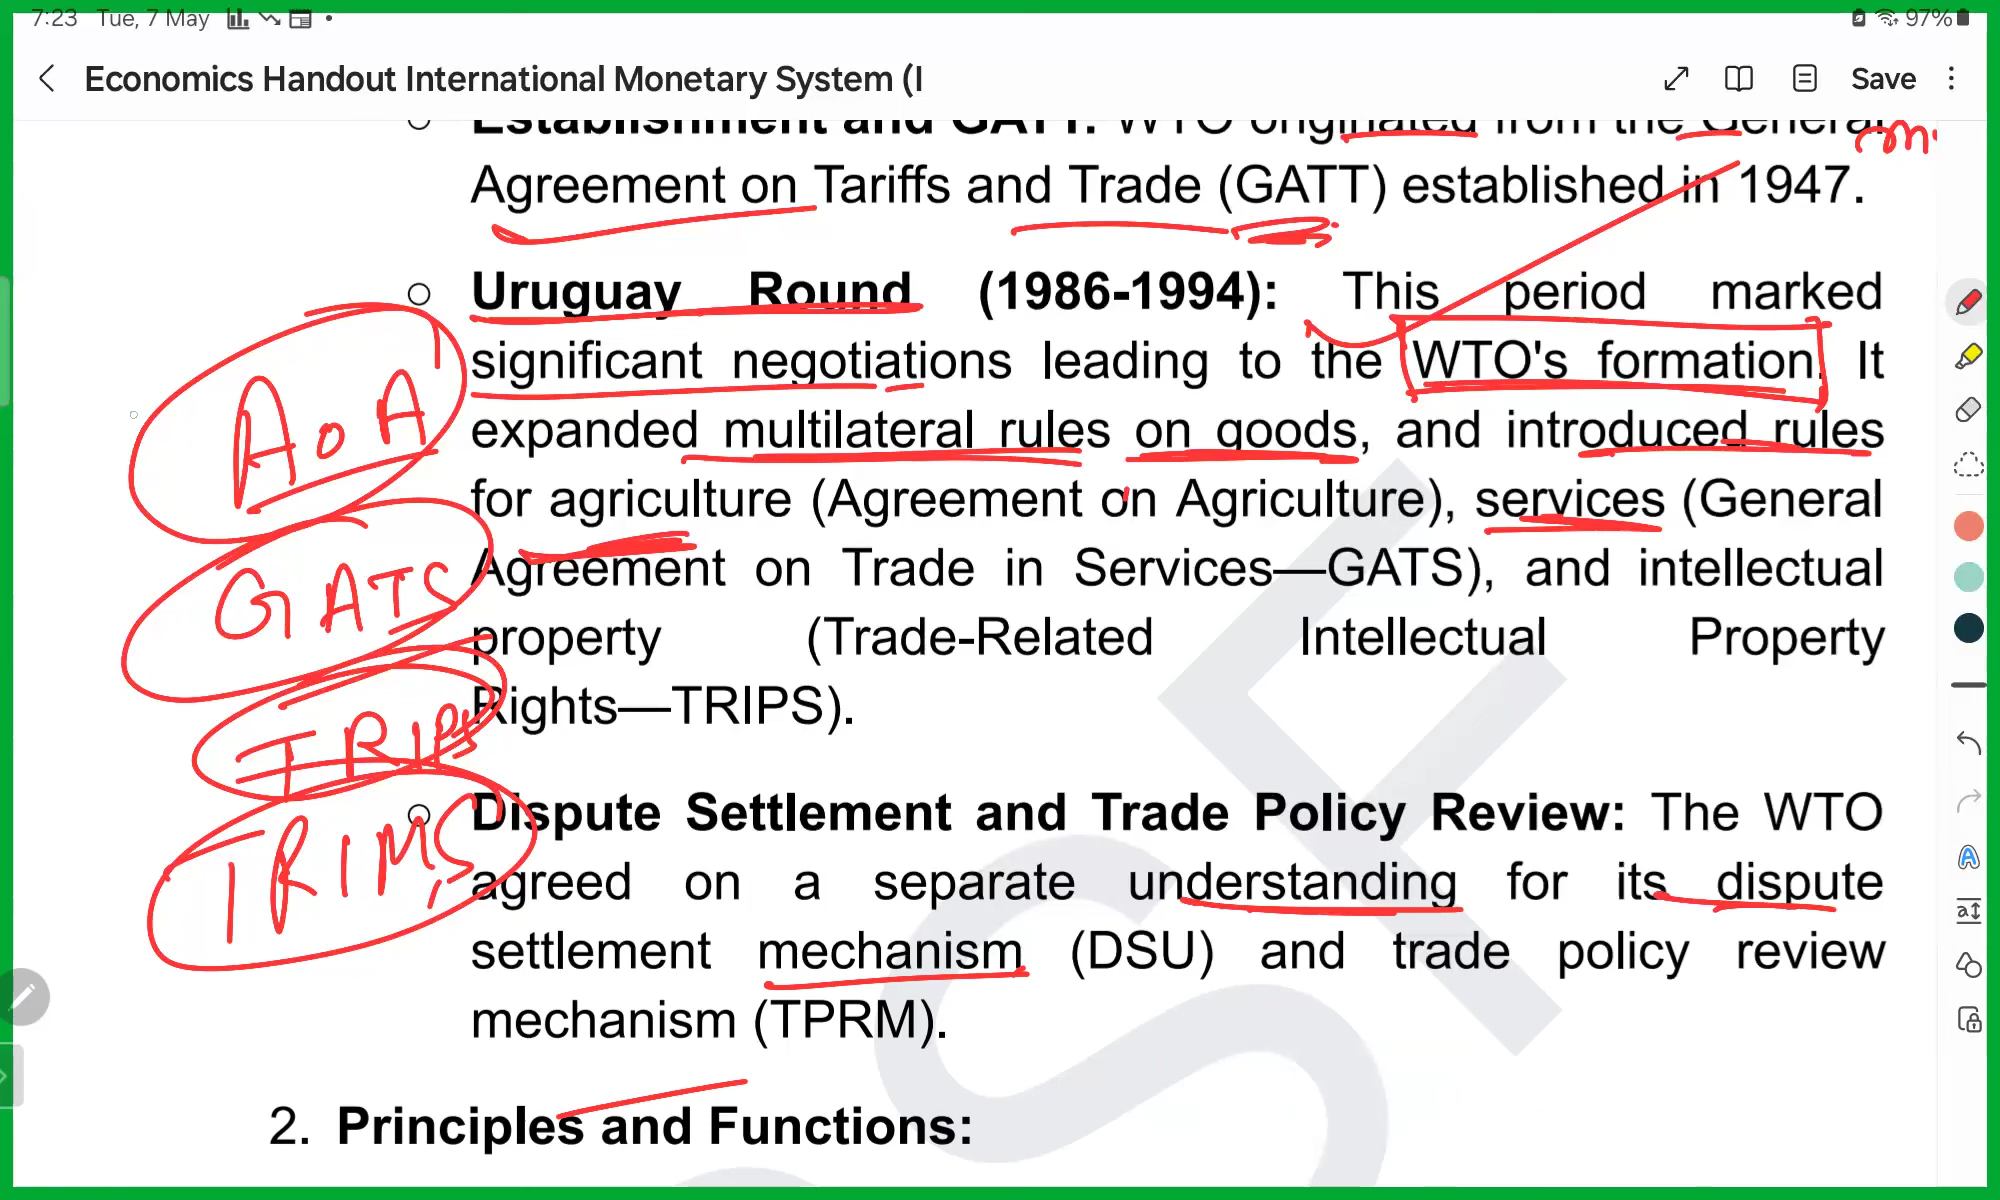 7:23 Tue, 7 May
97%
Economics Handout International Monetary System (I
Save
Establishment and GATT: WTO originated from the General
Agreement on Tariffs and Trade (GATT) established in 1947.
Uruguay Round (1986-1994): This period marked
significant negotiations leading to the WTO's formation. It
expanded multilateral rules on goods, and introduced rules
for agriculture (Agreement on Agriculture), services (General
Agreement on Trade in Services—GATS), and intellectual
property (Trade-Related Intellectual Property
Rights—TRIPS).
AoA
GATS
TRIPS
TRIMS
Dispute Settlement and Trade Policy Review: The WTO
agreed on a separate understanding for its dispute
settlement mechanism (DSU) and trade policy review
mechanism (TPRM).
2. Principles and Functions: